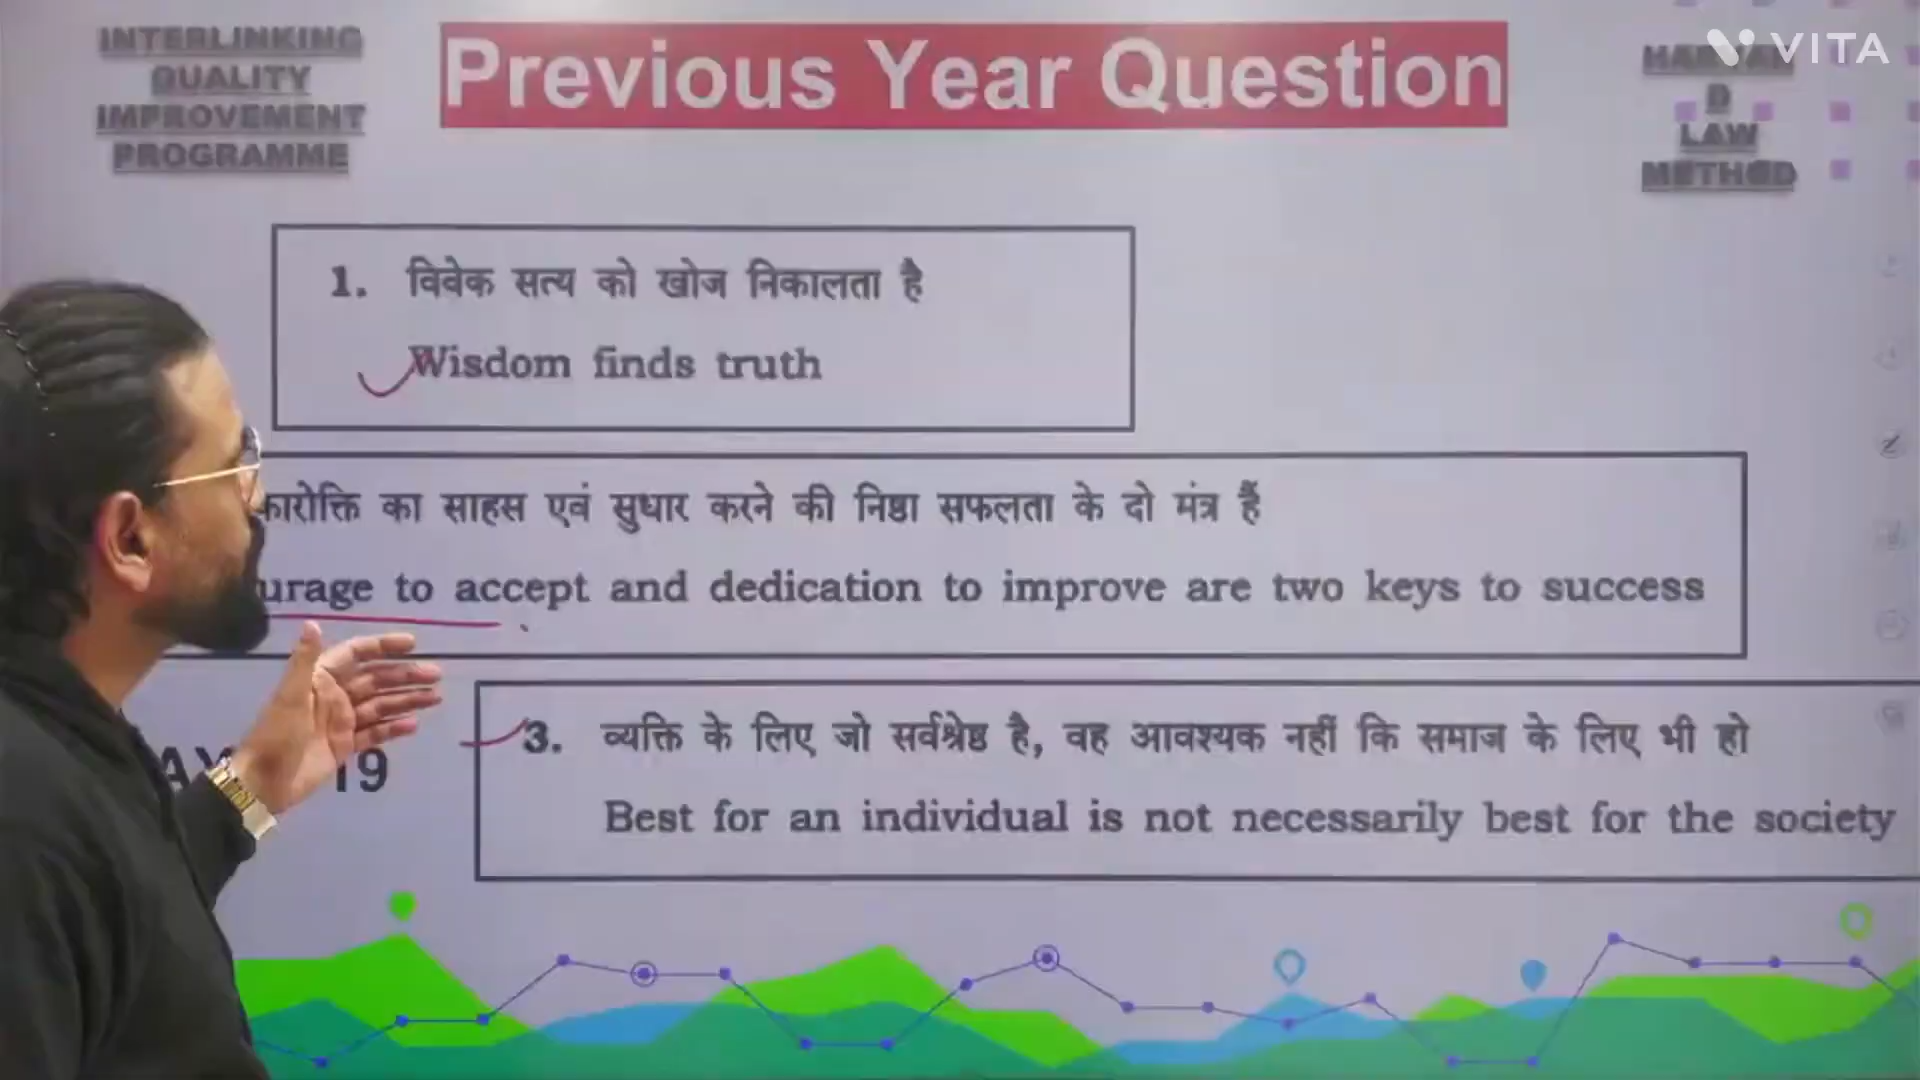 INTERLINKING
QUALITY
IMPROVEMENT
PROGRAMME
Previous Year Question
VITA
D
LAW
METHOD
1. विवेक सत्य को खोज निकालता है
Wisdom finds truth
का साहस एवं सुधार करने की निष्ठा सफलता के दो मंत्र हैं
to accept and dedication to improve are two keys to success
19
3. व्यक्ति के लिए जो सर्वश्रेष्ठ है, वह आवश्यक नहीं कि समाज के लिए भी हो
Best for an individual is not necessarily best for the society